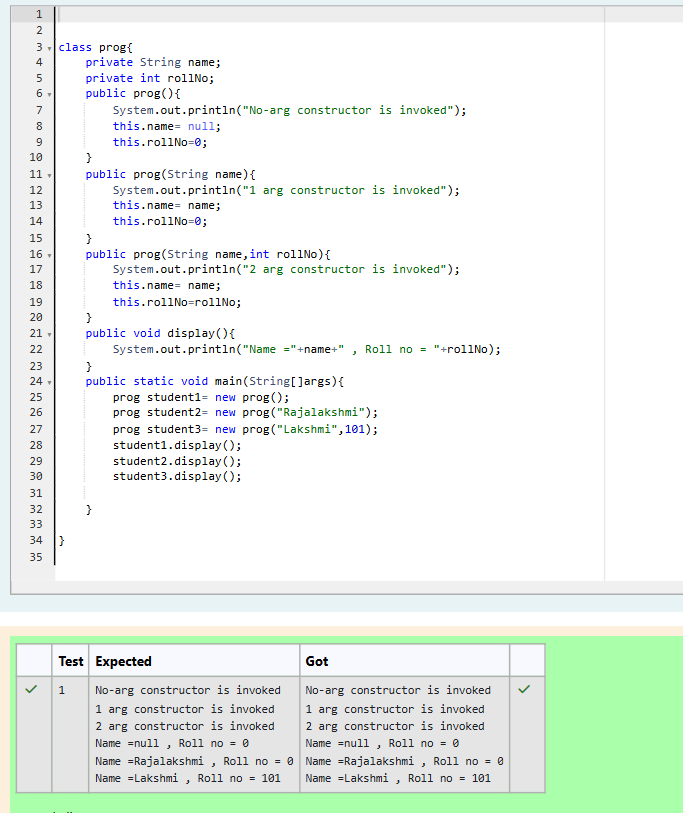 1
2
3 class prog{
4     private String name;
5     private int rollNo;
6     public prog(){
7         System.out.println("No-arg constructor is invoked");
8         this.name= null;
9         this.rollNo=0;
10     }
11     public prog(String name){
12         System.out.println("1 arg constructor is invoked");
13         this.name= name;
14         this.rollNo=0;
15     }
16     public prog(String name,int rollNo){
17         System.out.println("2 arg constructor is invoked");
18         this.name= name;
19         this.rollNo=rollNo;
20     }
21     public void display(){
22         System.out.println("Name ="+name+" , Roll no = "+rollNo);
23     }
24     public static void main(String[]args){
25         prog student1= new prog();
26         prog student2= new prog("Rajalakshmi");
27         prog student3= new prog("Lakshmi",101);
28         student1.display();
29         student2.display();
30         student3.display();
31
32     }
33
34 }
35
Test Expected Got
1 No-arg constructor is invoked No-arg constructor is invoked
1 arg constructor is invoked 1 arg constructor is invoked
2 arg constructor is invoked 2 arg constructor is invoked
Name =null , Roll no = 0 Name =null , Roll no = 0
Name =Rajalakshmi , Roll no = 0 Name =Rajalakshmi , Roll no = 0
Name =Lakshmi , Roll no = 101 Name =Lakshmi , Roll no = 101